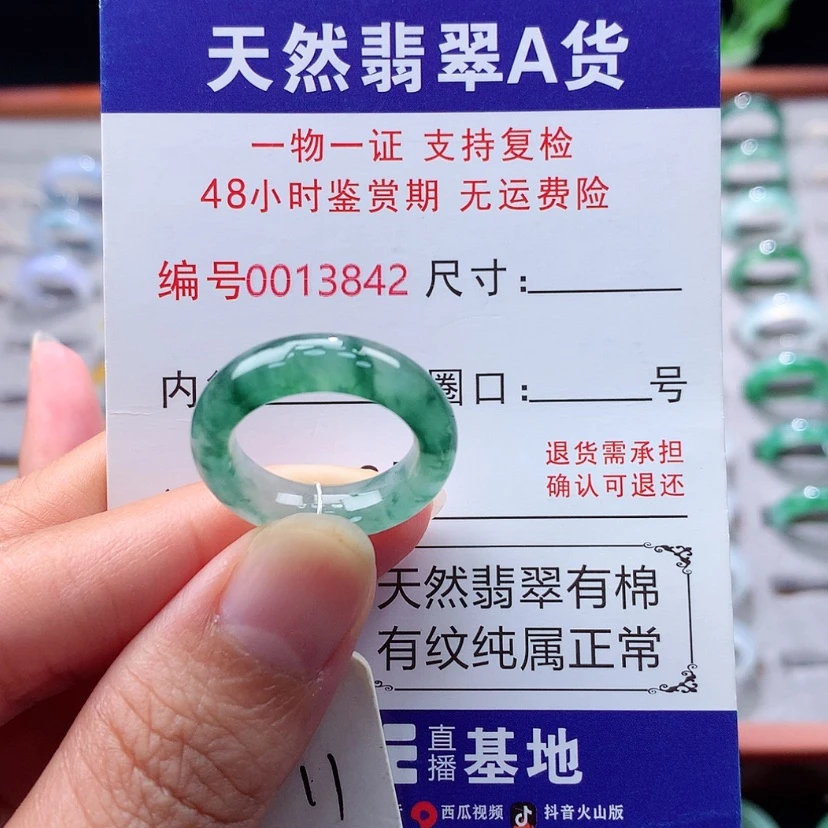 天然翡翠A货
一物一证 支持复检
48小时鉴赏期 无运费险
编号0013842 尺寸:
内 圈口: 号
退货需承担
确认可退还
天然翡翠有棉
有纹纯属正常
直播基地
西瓜视频 抖音火山版